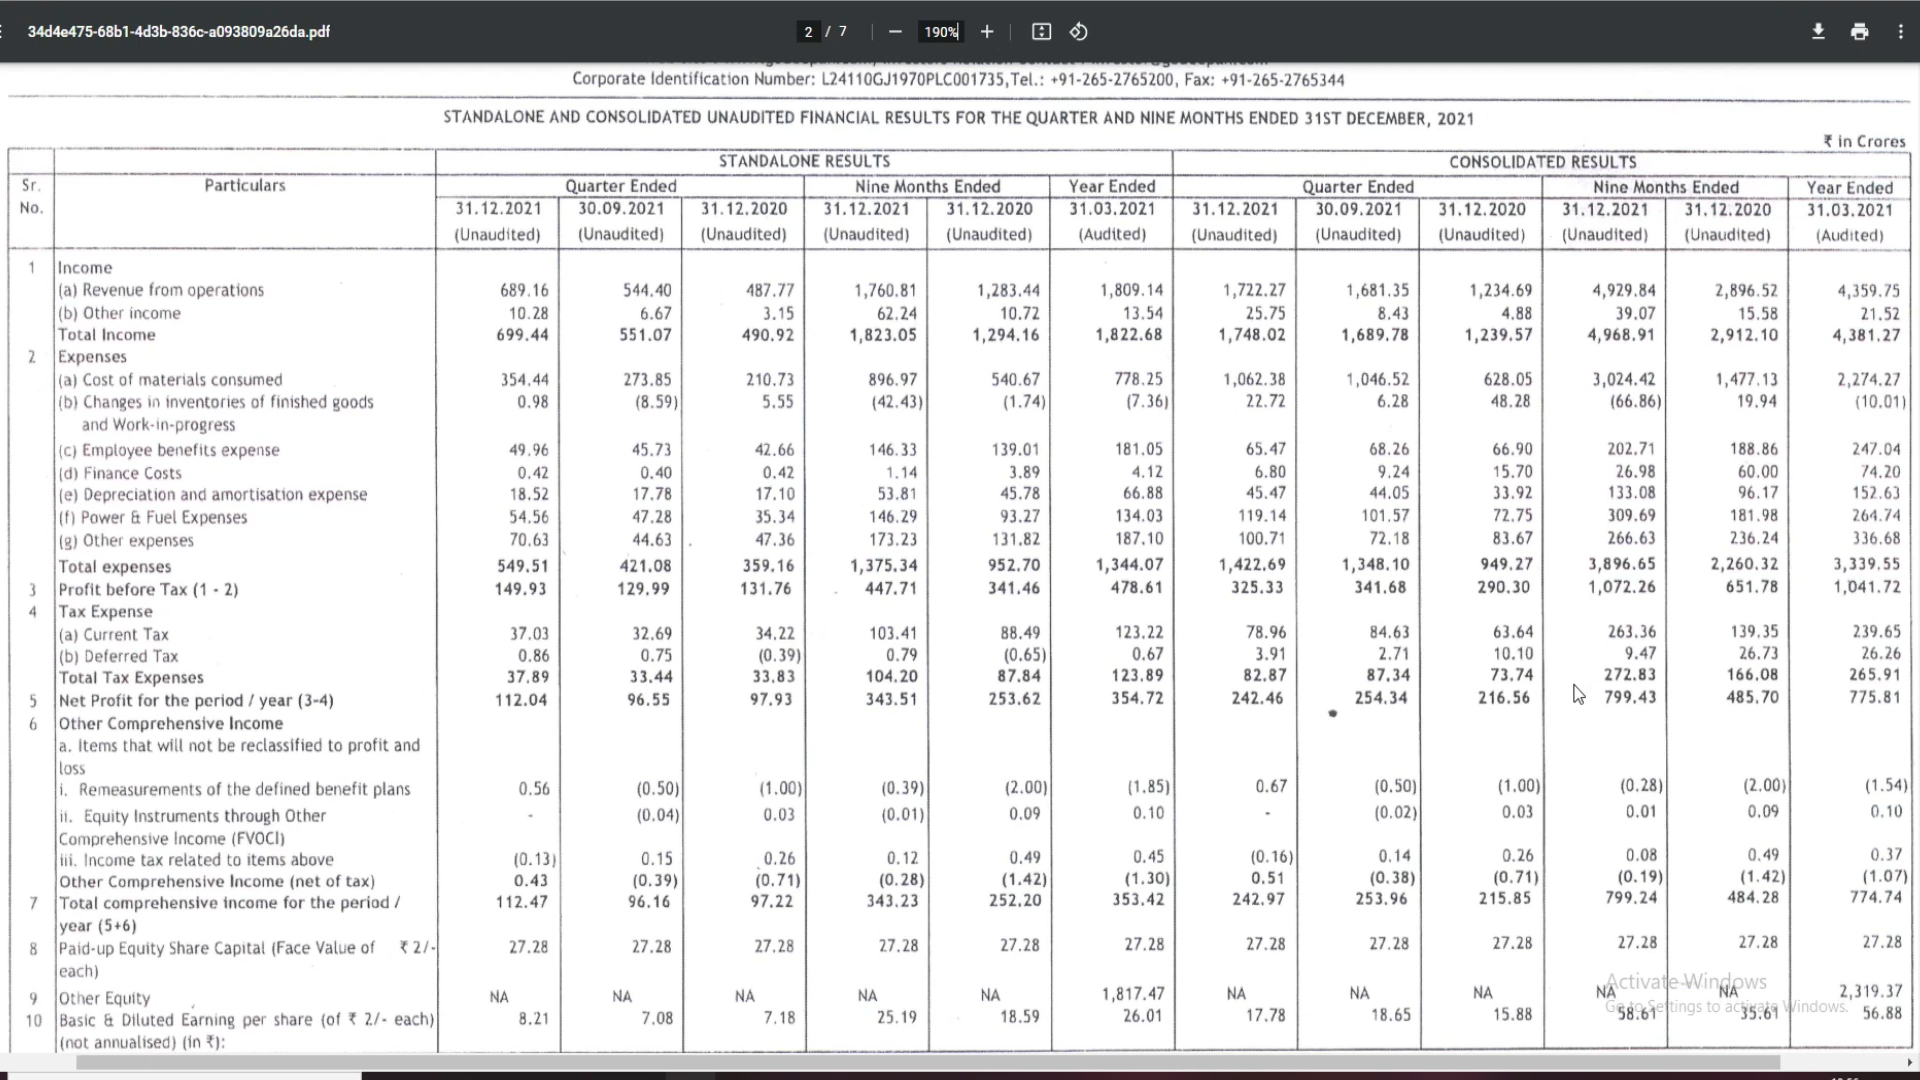 34d4e475-68b1-4d3b-836c-a093809a26da.pdf 2 / 7 190%
Corporate Identification Number: L24110GJ1970PLC001735,Tel.: +91-265-2765200, Fax: +91-265-2765344
STANDALONE AND CONSOLIDATED UNAUDITED FINANCIAL RESULTS FOR THE QUARTER AND NINE MONTHS ENDED 31ST DECEMBER, 2021
₹ in Crores
STANDALONE RESULTS CONSOLIDATED RESULTS
Sr. Particulars Quarter Ended Nine Months Ended Year Ended Quarter Ended Nine Months Ended Year Ended
No. 31.12.2021 30.09.2021 31.12.2020 31.12.2021 31.12.2020 31.03.2021 31.12.2021 30.09.2021 31.12.2020 31.12.2021 31.12.2020 31.03.2021
(Unaudited) (Unaudited) (Unaudited) (Unaudited) (Unaudited) (Audited) (Unaudited) (Unaudited) (Unaudited) (Unaudited) (Unaudited) (Audited)
1 Income
(a) Revenue from operations 689.16 544.40 487.77 1,760.81 1,283.44 1,809.14 1,722.27 1,681.35 1,234.69 4,929.84 2,896.52 4,359.75
(b) Other income 10.28 6.67 3.15 62.24 10.72 13.54 25.75 8.43 4.88 39.07 15.58 21.52
Total Income 699.44 551.07 490.92 1,823.05 1,294.16 1,822.68 1,748.02 1,689.78 1,239.57 4,968.91 2,912.10 4,381.27
2 Expenses
(a) Cost of materials consumed 354.44 273.85 210.73 896.97 540.67 778.25 1,062.38 1,046.52 628.05 3,024.42 1,477.13 2,274.27
(b) Changes in inventories of finished goods 0.98 (8.59) 5.55 (42.43) (1.74) (7.36) 22.72 6.28 48.28 (66.86) 19.94 (10.01)
and Work-in-progress
(c) Employee benefits expense 49.96 45.73 42.66 146.33 139.01 181.05 65.47 68.26 66.90 202.71 188.86 247.04
(d) Finance Costs 0.42 0.40 0.42 1.14 3.89 4.12 6.80 9.24 15.70 26.98 60.00 74.20
(e) Depreciation and amortisation expense 18.52 17.78 17.10 53.81 45.78 66.88 45.47 44.05 33.92 133.08 96.17 152.63
(f) Power & Fuel Expenses 54.56 47.28 35.34 146.29 93.27 134.03 119.14 101.57 72.75 309.69 181.98 264.74
(g) Other expenses 70.63 44.63 47.36 173.23 131.82 187.10 100.71 72.18 83.67 266.63 236.24 336.68
Total expenses 549.51 421.08 359.16 1,375.34 952.70 1,344.07 1,422.69 1,348.10 949.27 3,896.65 2,260.32 3,339.55
3 Profit before Tax (1 - 2) 149.93 129.99 131.76 447.71 341.46 478.61 325.33 341.68 290.30 1,072.26 651.78 1,041.72
4 Tax Expense
(a) Current Tax 37.03 32.69 34.22 103.41 88.49 123.22 78.96 84.63 63.64 263.36 139.35 239.65
(b) Deferred Tax 0.86 0.75 (0.39) 0.79 (0.65) 0.67 3.91 2.71 10.10 9.47 26.73 26.26
Total Tax Expenses 37.89 33.44 33.83 104.20 87.84 123.89 82.87 87.34 73.74 272.83 166.08 265.91
5 Net Profit for the period / year (3-4) 112.04 96.55 97.93 343.51 253.62 354.72 242.46 254.34 216.56 799.43 485.70 775.81
6 Other Comprehensive Income
a. Items that will not be reclassified to profit and
loss
i. Remeasurements of the defined benefit plans 0.56 (0.50) (1.00) (0.39) (2.00) (1.85) 0.67 (0.50) (1.00) (0.28) (2.00) (1.54)
ii. Equity Instruments through Other - (0.04) 0.03 (0.01) 0.09 0.10 - (0.02) 0.03 0.01 0.09 0.10
Comprehensive Income (FVOCI)
iii. Income tax related to items above (0.13) 0.15 0.26 0.12 0.49 0.45 (0.16) 0.14 0.26 0.08 0.49 0.37
Other Comprehensive Income (net of tax) 0.43 (0.39) (0.71) (0.28) (1.42) (1.30) 0.51 (0.38) (0.71) (0.19) (1.42) (1.07)
7 Total comprehensive income for the period / 112.47 96.16 97.22 343.23 252.20 353.42 242.97 253.96 215.85 799.24 484.28 774.74
year (5+6)
8 Paid-up Equity Share Capital (Face Value of ₹ 2/- 27.28 27.28 27.28 27.28 27.28 27.28 27.28 27.28 27.28 27.28 27.28 27.28
each)
Activate Windows
9 Other Equity NA NA NA NA NA 1,817.47 NA NA NA NA NA 2,319.37
Go to Settings to activate Windows.
10 Basic & Diluted Earning per share (of ₹ 2/- each) 8.21 7.08 7.18 25.19 18.59 26.01 17.78 18.65 15.88 58.61 35.61 56.88
(not annualised) (in ₹):